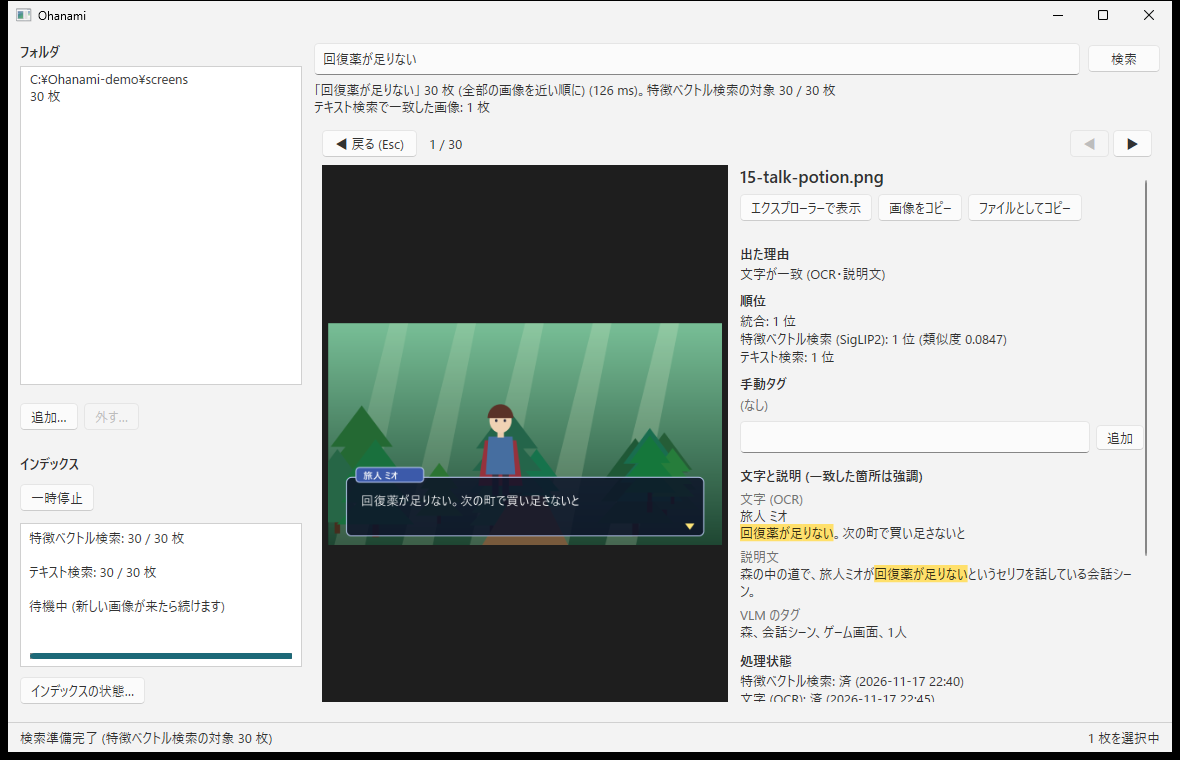 Ohanami
フォルダ
C:¥Ohanami-demo¥screens
30 枚
追加...
外す...
インデックス
一時停止
特徴ベクトル検索: 30 / 30 枚
テキスト検索: 30 / 30 枚
待機中 (新しい画像が来たら続けます)
インデックスの状態...
回復薬が足りない
検索
「回復薬が足りない」 30 枚 (全部の画像を近い順に) (126 ms)。特徴ベクトル検索の対象 30 / 30 枚
テキスト検索で一致した画像: 1 枚
◀ 戻る (Esc)
1 / 30
◀
▶
旅人 ミオ
回復薬が足りない。次の町で買い足さないと
15-talk-potion.png
エクスプローラーで表示
画像をコピー
ファイルとしてコピー
出た理由
文字が一致 (OCR・説明文)
順位
統合: 1 位
特徴ベクトル検索 (SigLIP2): 1 位 (類似度 0.0847)
テキスト検索: 1 位
手動タグ
(なし)
追加
文字と説明 (一致した箇所は強調)
文字 (OCR)
旅人 ミオ
回復薬が足りない。次の町で買い足さないと
説明文
森の中の道で、旅人ミオが回復薬が足りないというセリフを話している会話シー
ン。
VLM のタグ
森、会話シーン、ゲーム画面、1人
処理状態
特徴ベクトル検索: 済 (2026-11-17 22:40)
文字 (OCR): 済 (2026-11-17 22:45)
検索準備完了 (特徴ベクトル検索の対象 30 枚)
1 枚を選択中